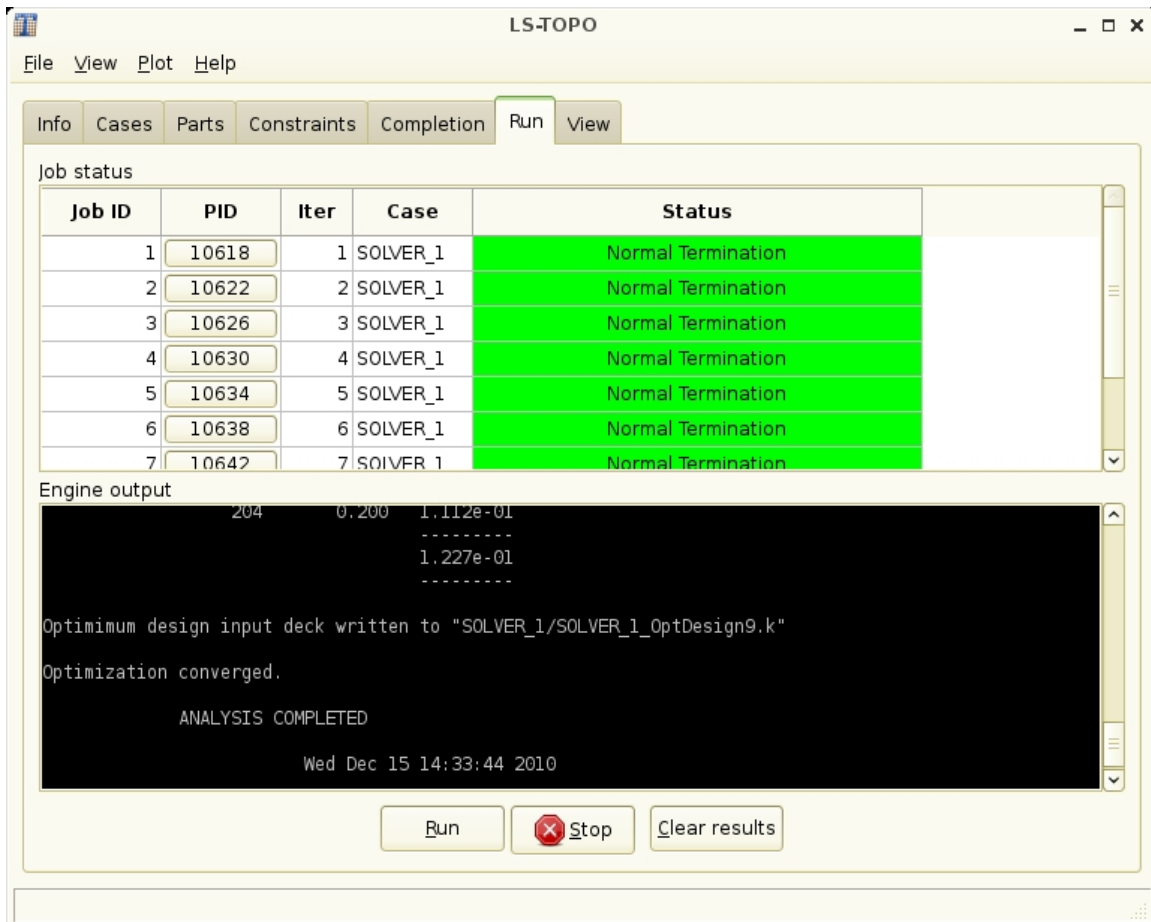 LS-TOPO
File View Plot Help
Info Cases Parts Constraints Completion Run View
Job status
Job ID PID Iter Case Status
1 10618 1 SOLVER_1 Normal Termination
2 10622 2 SOLVER_1 Normal Termination
3 10626 3 SOLVER_1 Normal Termination
4 10630 4 SOLVER_1 Normal Termination
5 10634 5 SOLVER_1 Normal Termination
6 10638 6 SOLVER_1 Normal Termination
7 10642 7 SOLVER_1 Normal Termination
Engine output
204 0.200 1.112e-01
---------
1.227e-01
---------
Optimimum design input deck written to "SOLVER_1/SOLVER_1_OptDesign9.k"
Optimization converged.
ANALYSIS COMPLETED
Wed Dec 15 14:33:44 2010
Run Stop Clear results